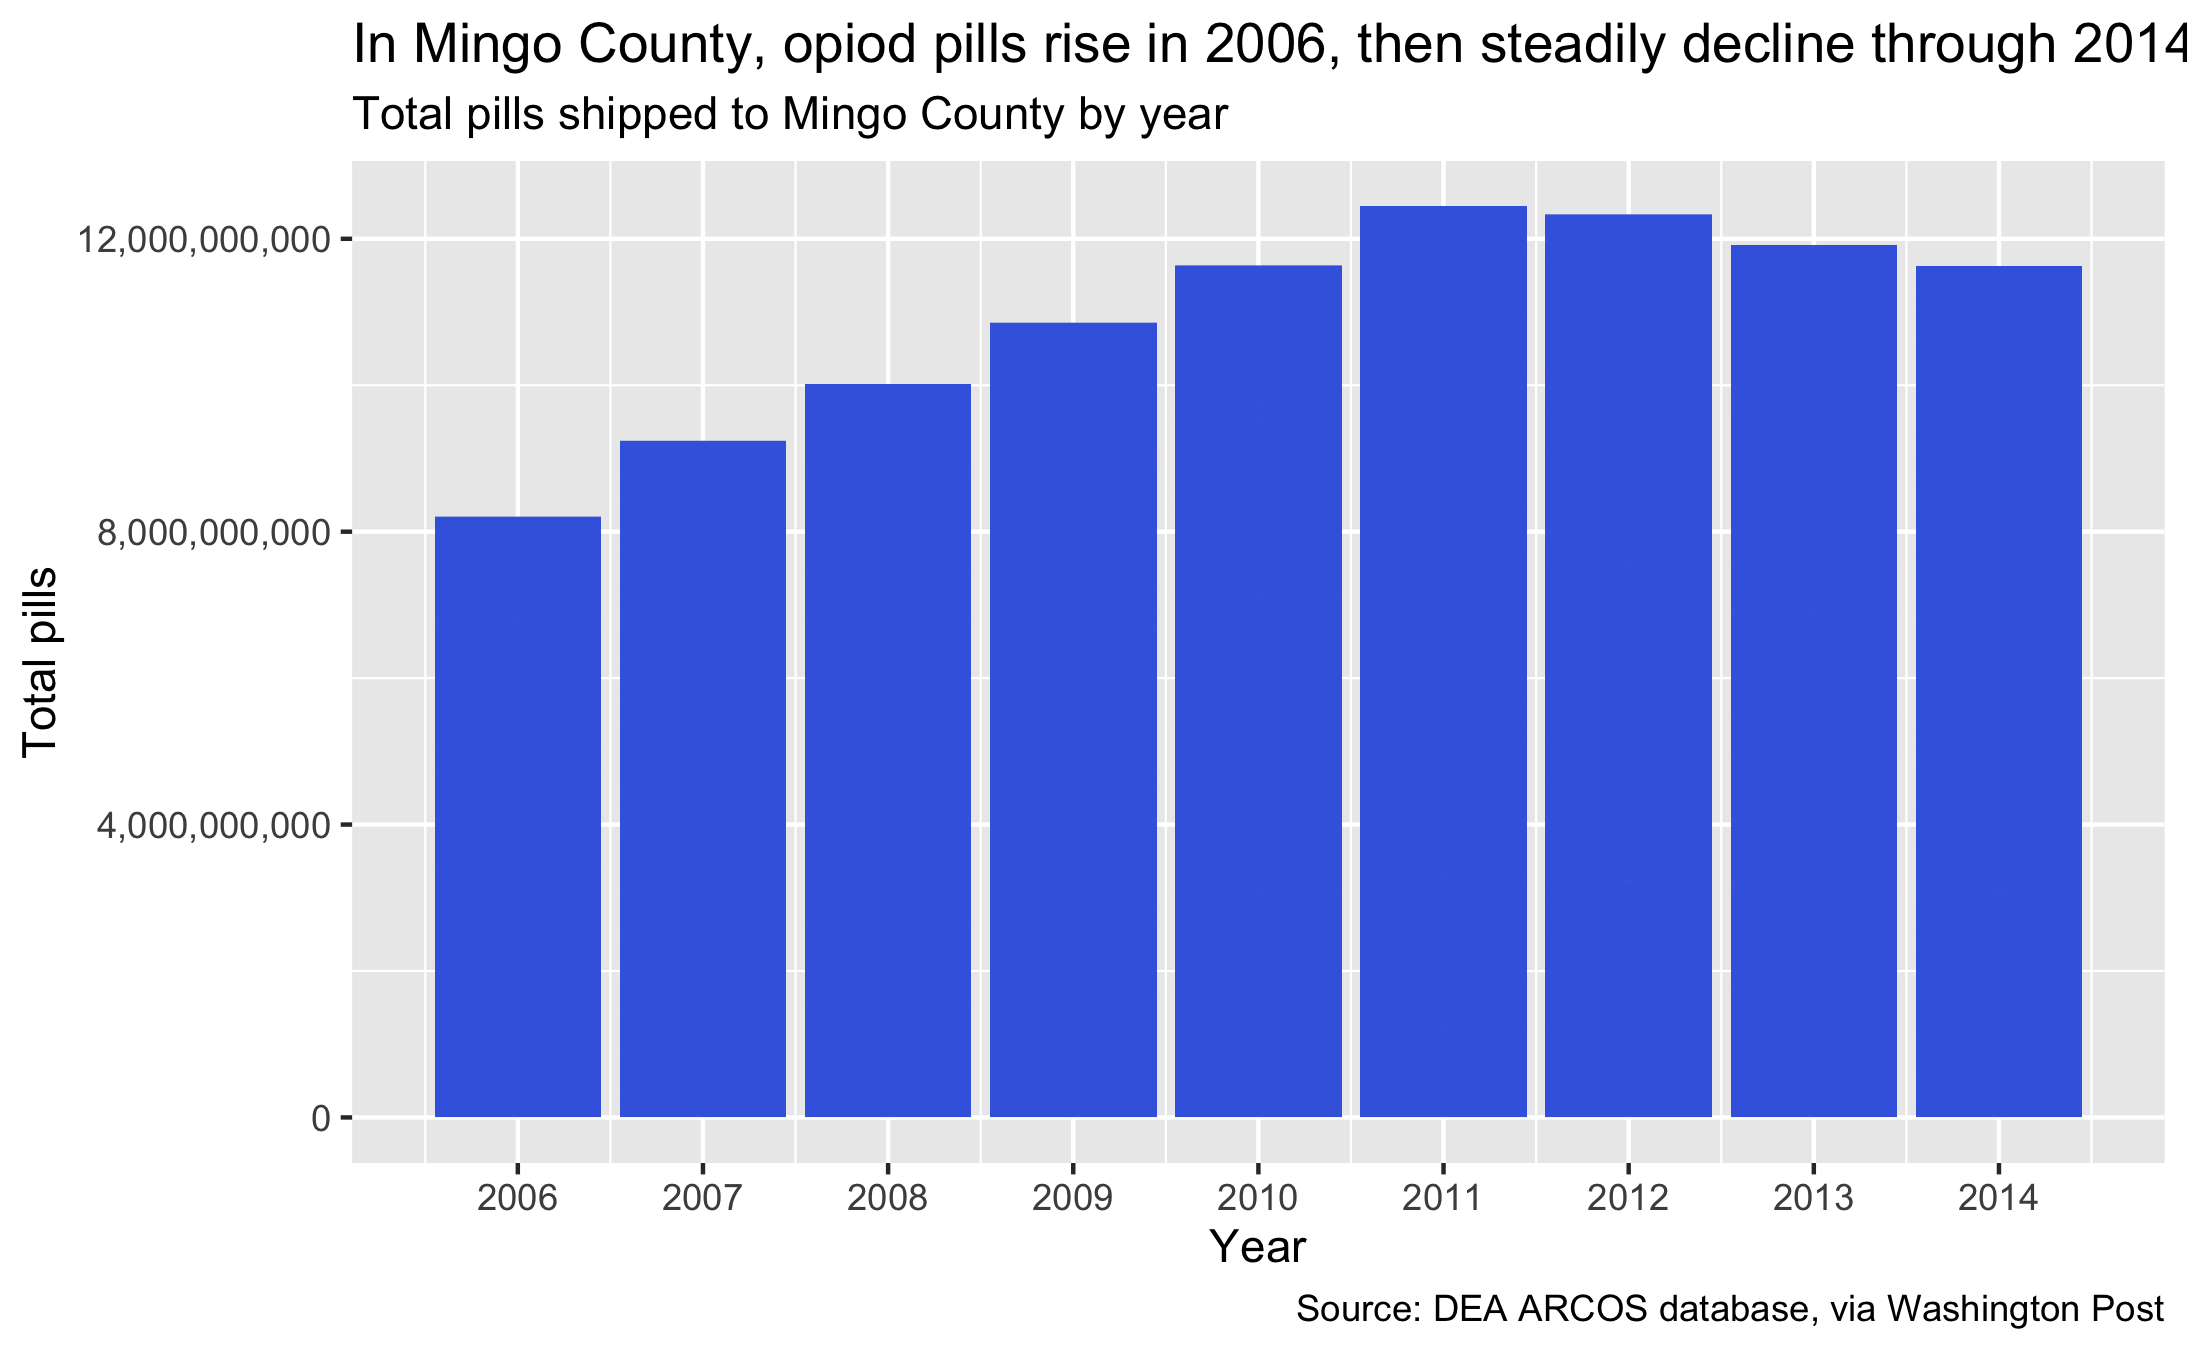 In Mingo County, opiod pills rise in 2006, then steadily decline through 2014
Total pills shipped to Mingo County by year
12,000,000,000
8,000,000,000
4,000,000,000
0
Total pills
2006 2007 2008 2009 2010 2011 2012 2013 2014
Year
Source: DEA ARCOS database, via Washington Post